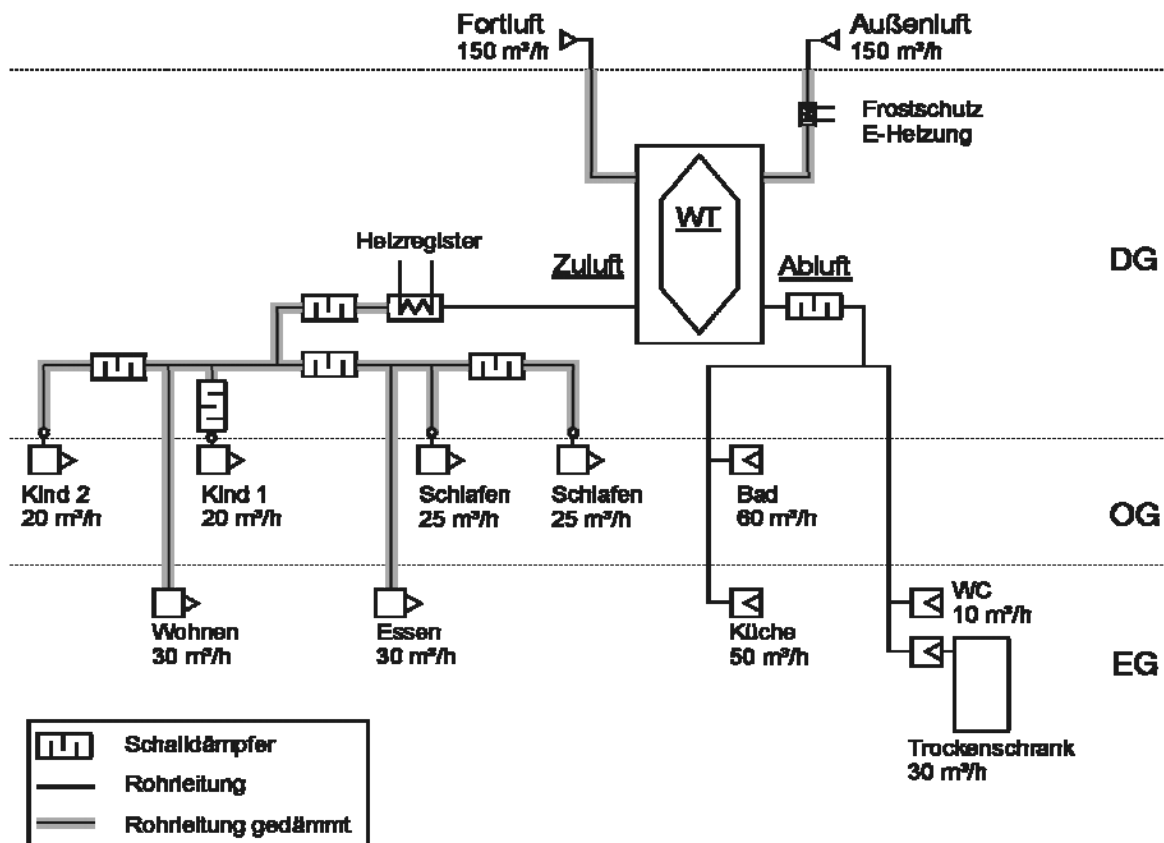 Fortluft
150 m³/h
Außenluft
150 m³/h
Frostschutz
E-Heizung
WT
Heizregister
Zuluft
Abluft
DG
Kind 2
20 m³/h
Kind 1
20 m³/h
Schlafen
25 m³/h
Schlafen
25 m³/h
Bad
60 m³/h
OG
Wohnen
30 m³/h
Essen
30 m³/h
Küche
50 m³/h
WC
10 m³/h
EG
Trockenschrank
30 m³/h
Schalldämpfer
Rohrleitung
Rohrleitung gedämmt